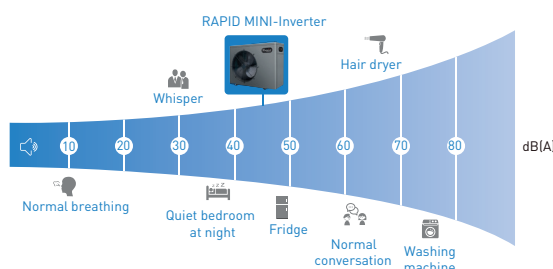 RAPID MINI-Inverter
Hair dryer
Whisper
10 20 30 40 50 60 70 80 dB(A)
Normal breathing
Quiet bedroom
at night
Fridge
Normal
conversation
Washing
machine